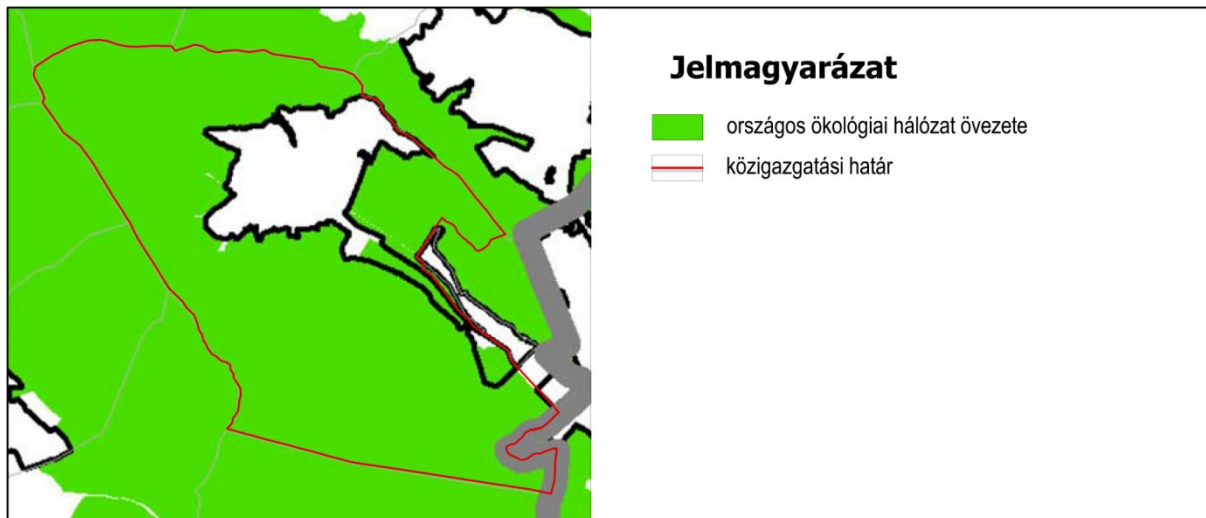 Jelmagyarázat
országos ökológiai hálózat övezete
közigazgatási határ